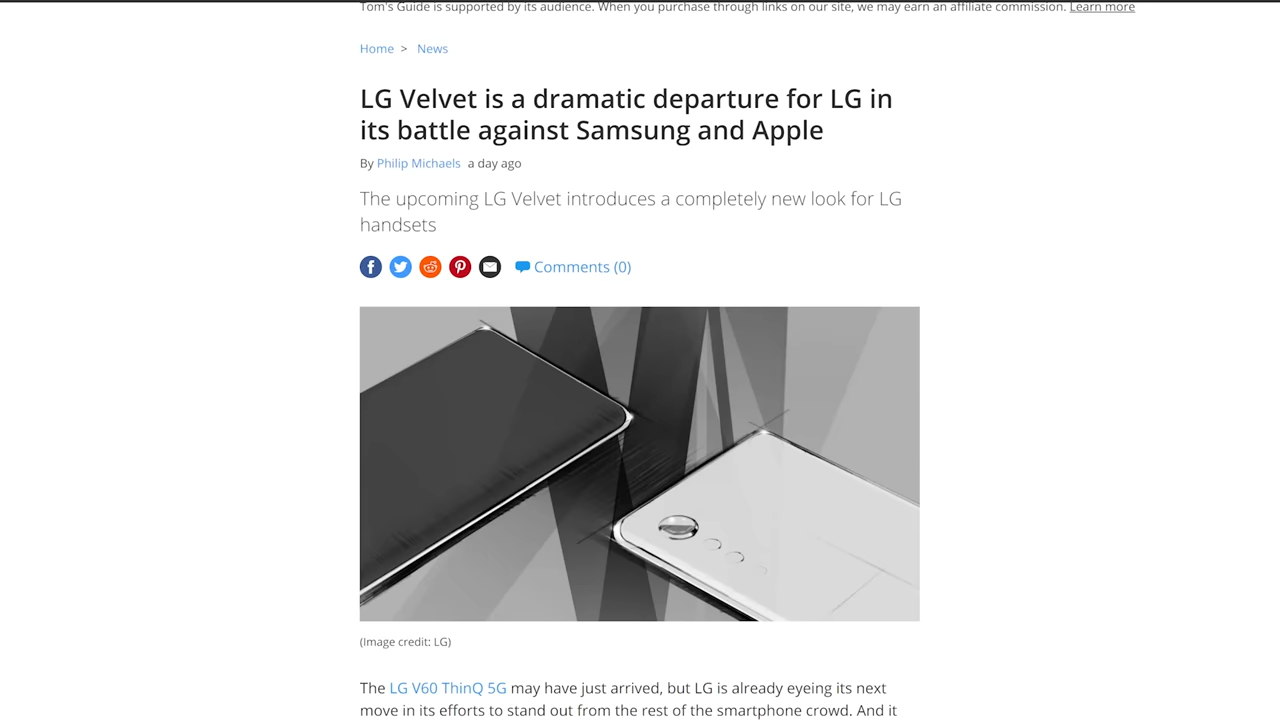 Tom's Guide is supported by its audience. When you purchase through links on our site, we may earn an affiliate commission. Learn more
Home > News
LG Velvet is a dramatic departure for LG in
its battle against Samsung and Apple
By Philip Michaels a day ago
The upcoming LG Velvet introduces a completely new look for LG
handsets
Comments (0)
(Image credit: LG)
The LG V60 ThinQ 5G may have just arrived, but LG is already eyeing its next
move in its efforts to stand out from the rest of the smartphone crowd. And it